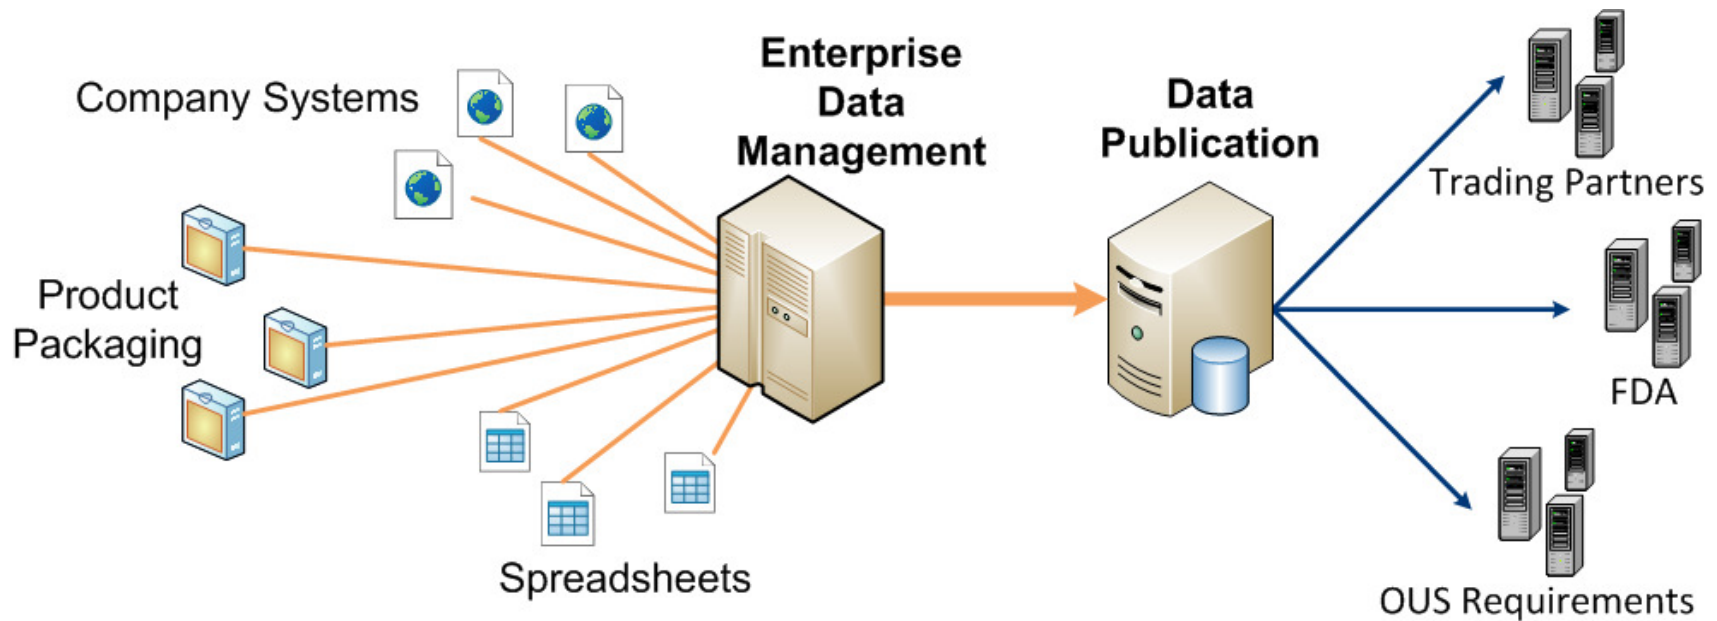 Company Systems
Enterprise
Data
Management
Data
Publication
Trading Partners
Product
Packaging
FDA
Spreadsheets
OUS Requirements